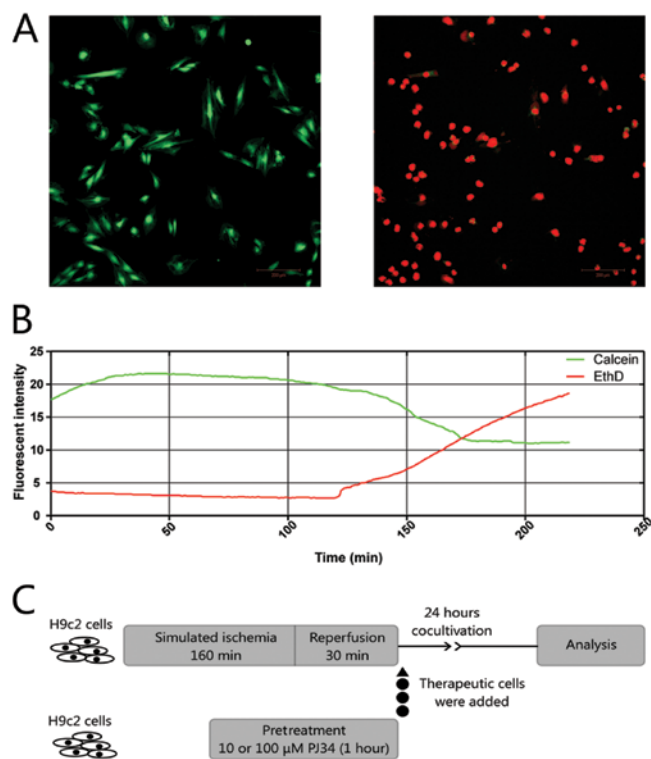 A
B
Fluorescent intensity
25
20
15
10
5
0
Calcein
EthD
0 50 100 150 200 250
Time (min)
C
H9c2 cells
Simulated ischemia
160 min
Reperfusion
30 min
24 hours
cocultivation
Analysis
Therapeutic cells
were added
H9c2 cells
Pretreatment
10 or 100 µM PJ34 (1 hour)